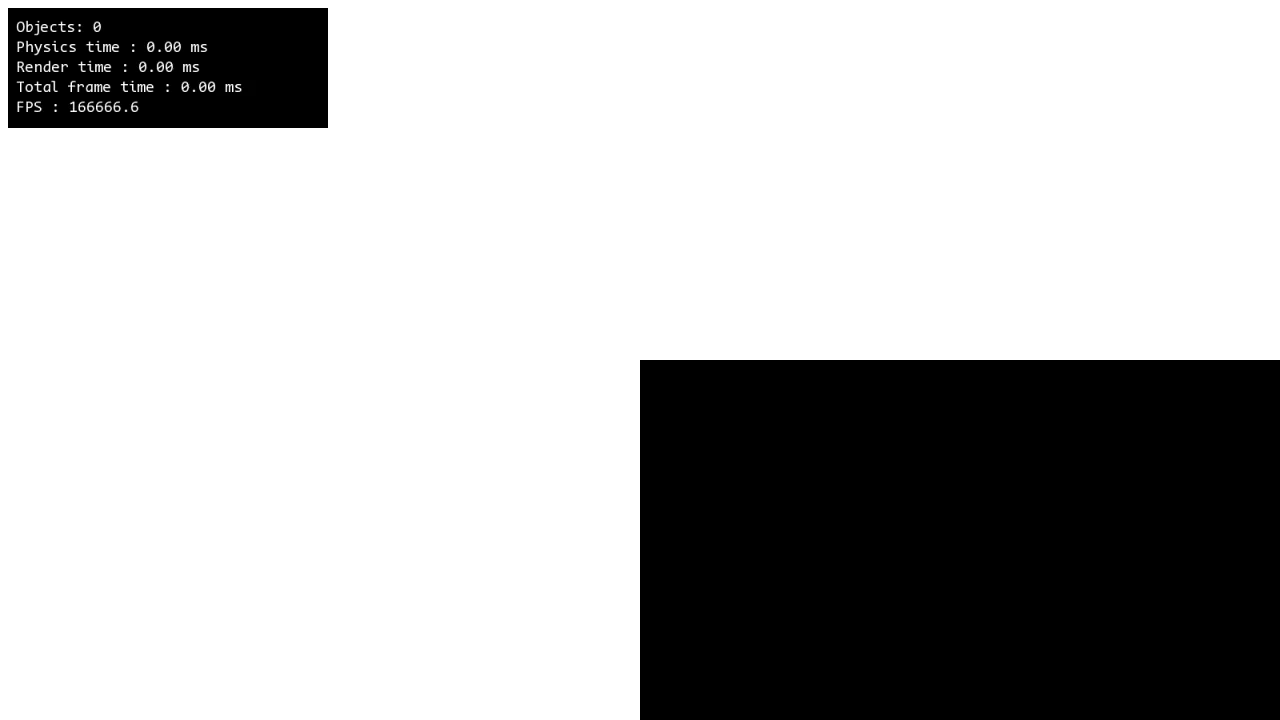 Objects: 0
Physics time : 0.00 ms
Render time : 0.00 ms
Total frame time : 0.00 ms
FPS : 166666.6